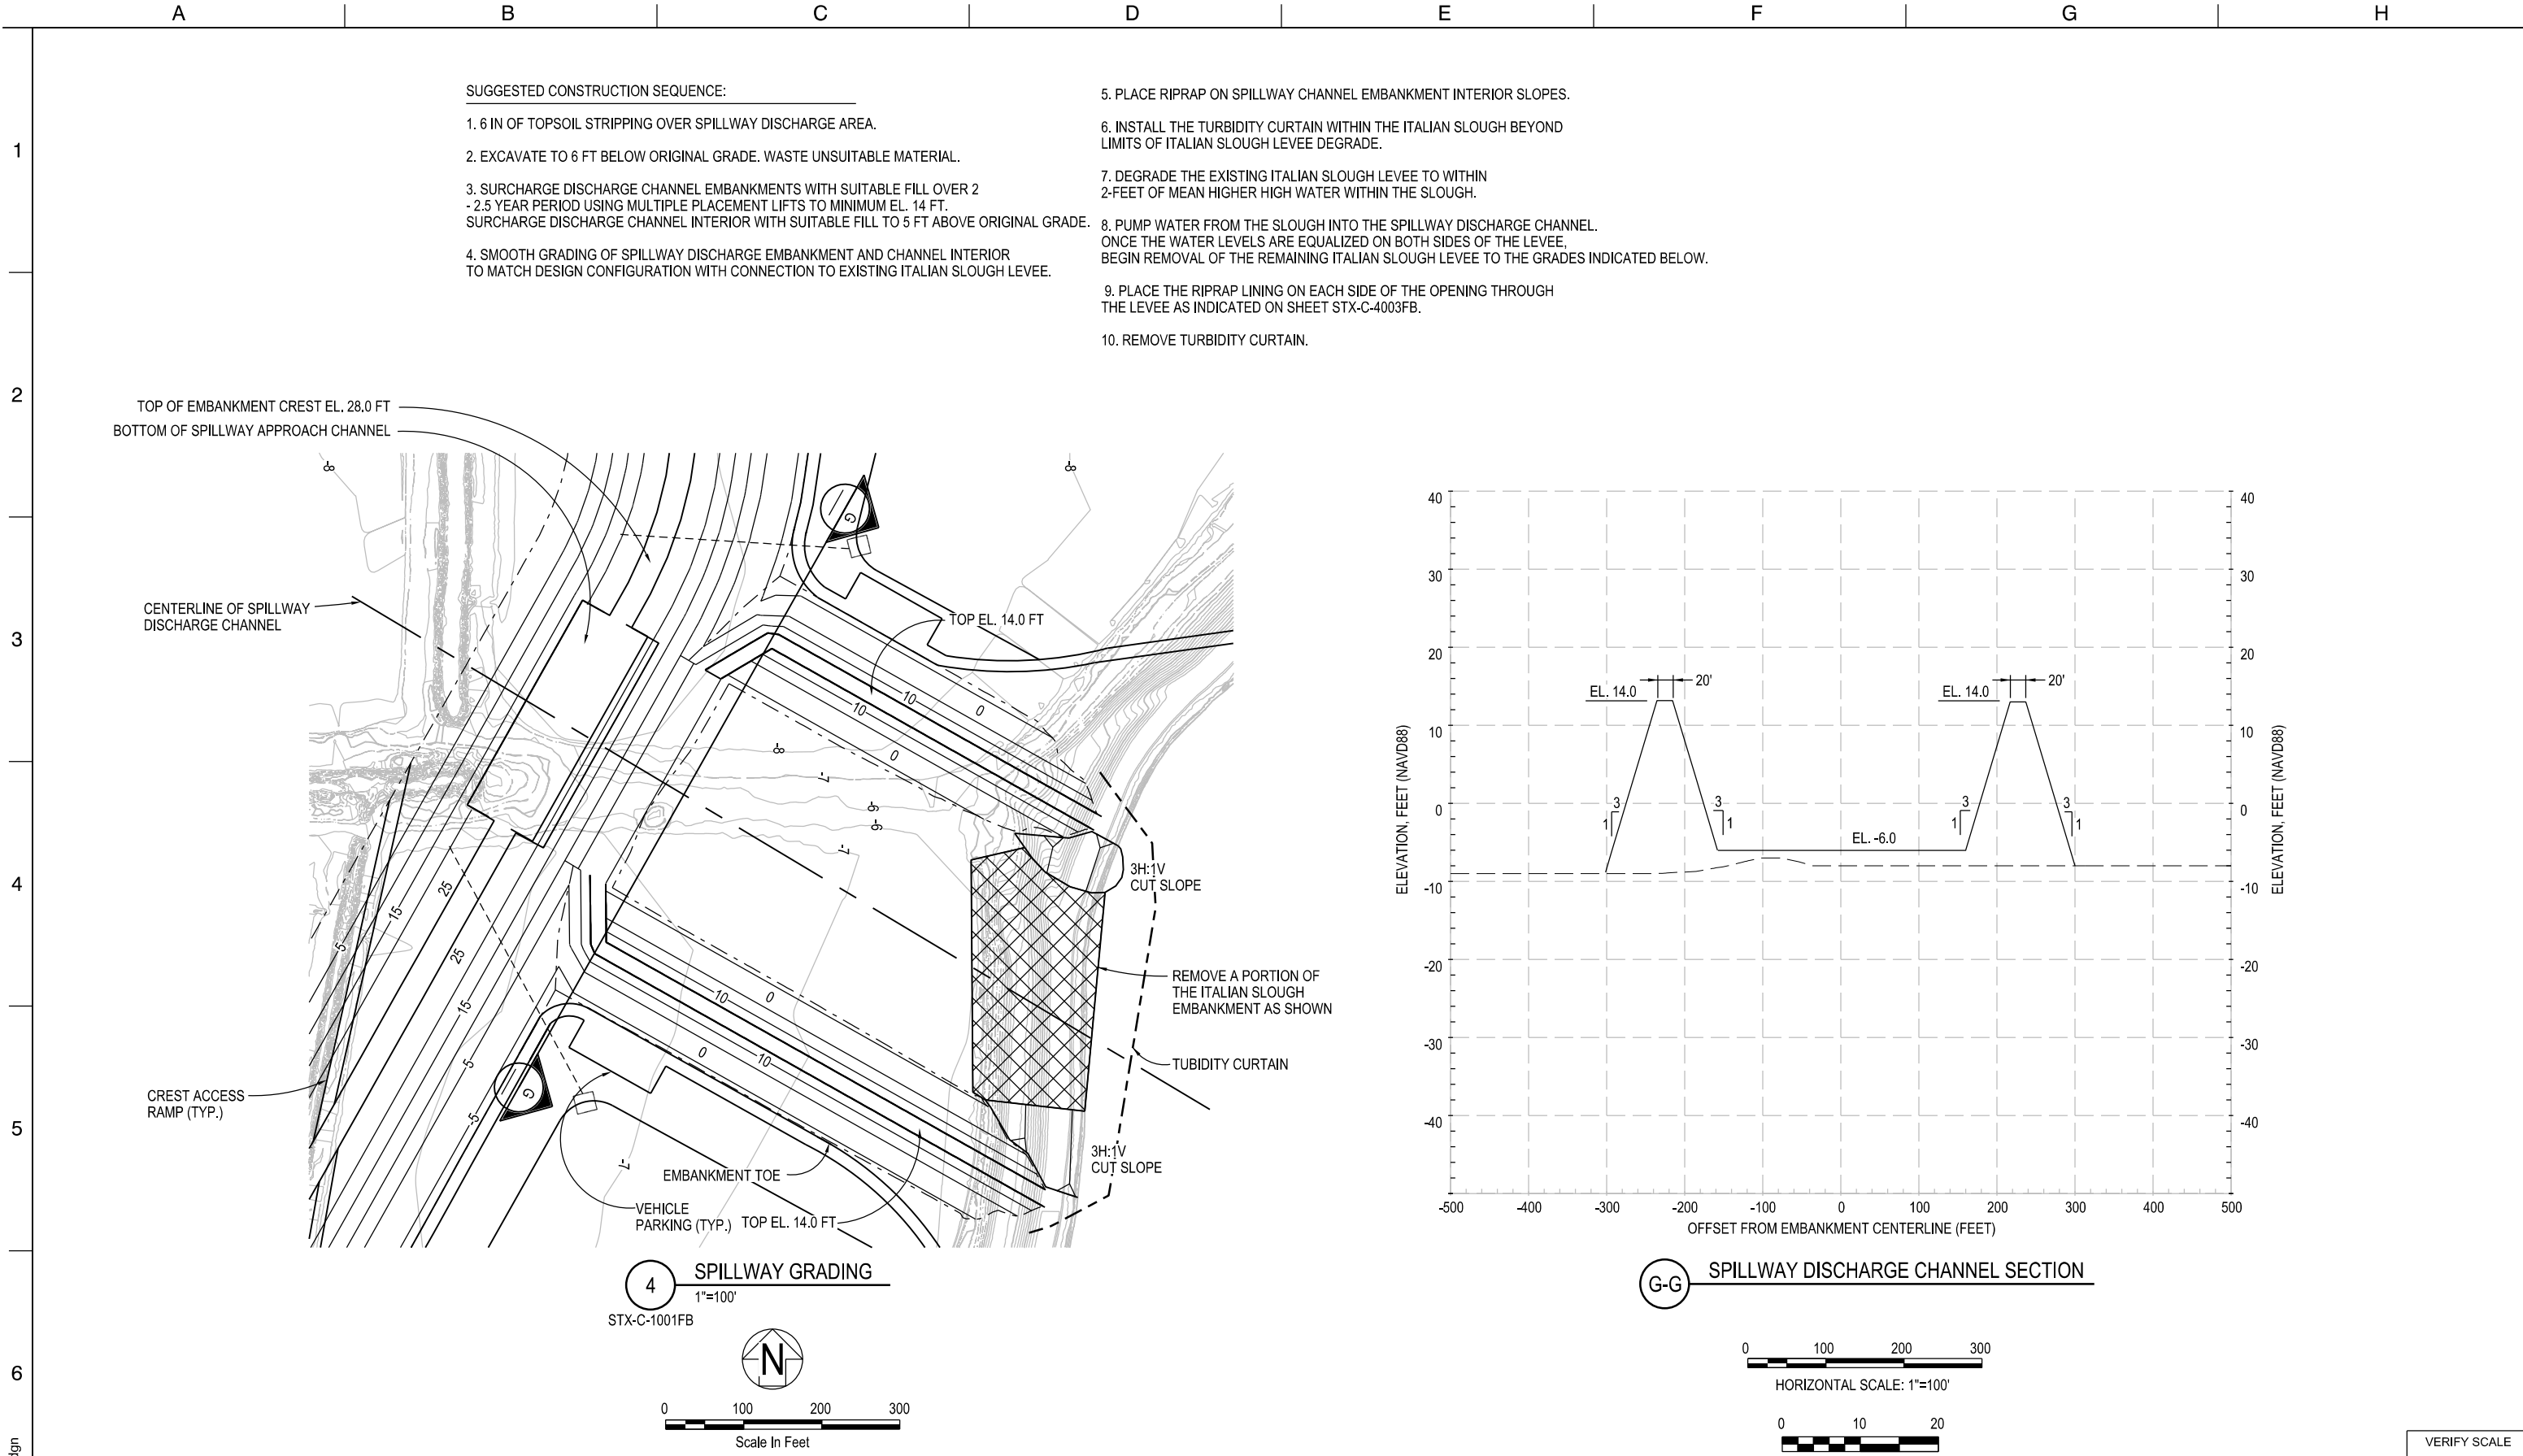 A B C D E F G H
1
2
3
4
5
6
SUGGESTED CONSTRUCTION SEQUENCE:
1. 6 IN OF TOPSOIL STRIPPING OVER SPILLWAY DISCHARGE AREA.
2. EXCAVATE TO 6 FT BELOW ORIGINAL GRADE. WASTE UNSUITABLE MATERIAL.
3. SURCHARGE DISCHARGE CHANNEL EMBANKMENTS WITH SUITABLE FILL OVER 2
- 2.5 YEAR PERIOD USING MULTIPLE PLACEMENT LIFTS TO MINIMUM EL. 14 FT.
SURCHARGE DISCHARGE CHANNEL INTERIOR WITH SUITABLE FILL TO 5 FT ABOVE ORIGINAL GRADE.
4. SMOOTH GRADING OF SPILLWAY DISCHARGE EMBANKMENT AND CHANNEL INTERIOR
TO MATCH DESIGN CONFIGURATION WITH CONNECTION TO EXISTING ITALIAN SLOUGH LEVEE.
5. PLACE RIPRAP ON SPILLWAY CHANNEL EMBANKMENT INTERIOR SLOPES.
6. INSTALL THE TURBIDITY CURTAIN WITHIN THE ITALIAN SLOUGH BEYOND
LIMITS OF ITALIAN SLOUGH LEVEE DEGRADE.
7. DEGRADE THE EXISTING ITALIAN SLOUGH LEVEE TO WITHIN
2-FEET OF MEAN HIGHER HIGH WATER WITHIN THE SLOUGH.
8. PUMP WATER FROM THE SLOUGH INTO THE SPILLWAY DISCHARGE CHANNEL.
ONCE THE WATER LEVELS ARE EQUALIZED ON BOTH SIDES OF THE LEVEE,
BEGIN REMOVAL OF THE REMAINING ITALIAN SLOUGH LEVEE TO THE GRADES INDICATED BELOW.
9. PLACE THE RIPRAP LINING ON EACH SIDE OF THE OPENING THROUGH
THE LEVEE AS INDICATED ON SHEET STX-C-4003FB.
10. REMOVE TURBIDITY CURTAIN.
TOP OF EMBANKMENT CREST EL. 28.0 FT
BOTTOM OF SPILLWAY APPROACH CHANNEL
-8
-8
G
CENTERLINE OF SPILLWAY
DISCHARGE CHANNEL
TOP EL. 14.0 FT
10
10
0
0
-8
-7
-6
-6
-7
3H:1V
CUT SLOPE
25
15
5
25
15
5
-5
10
0
0
10
REMOVE A PORTION OF
THE ITALIAN SLOUGH
EMBANKMENT AS SHOWN
TUBIDITY CURTAIN
G
CREST ACCESS
RAMP (TYP.)
3H:1V
CUT SLOPE
-7
EMBANKMENT TOE
VEHICLE
PARKING (TYP.)
TOP EL. 14.0 FT
4
SPILLWAY GRADING
1"=100'
STX-C-1001FB
N
0 100 200 300
Scale In Feet
40 40
30 30
20 20
10 10
0 0
-10 -10
-20 -20
-30 -30
-40 -40
ELEVATION, FEET (NAVD88)
ELEVATION, FEET (NAVD88)
EL. 14.0
20'
EL. 14.0
20'
3
1
3
1
3
1
3
1
EL. -6.0
-500 -400 -300 -200 -100 0 100 200 300 400 500
OFFSET FROM EMBANKMENT CENTERLINE (FEET)
G-G
SPILLWAY DISCHARGE CHANNEL SECTION
0 100 200 300
HORIZONTAL SCALE: 1"=100'
0 10 20
VERIFY SCALE
dgn